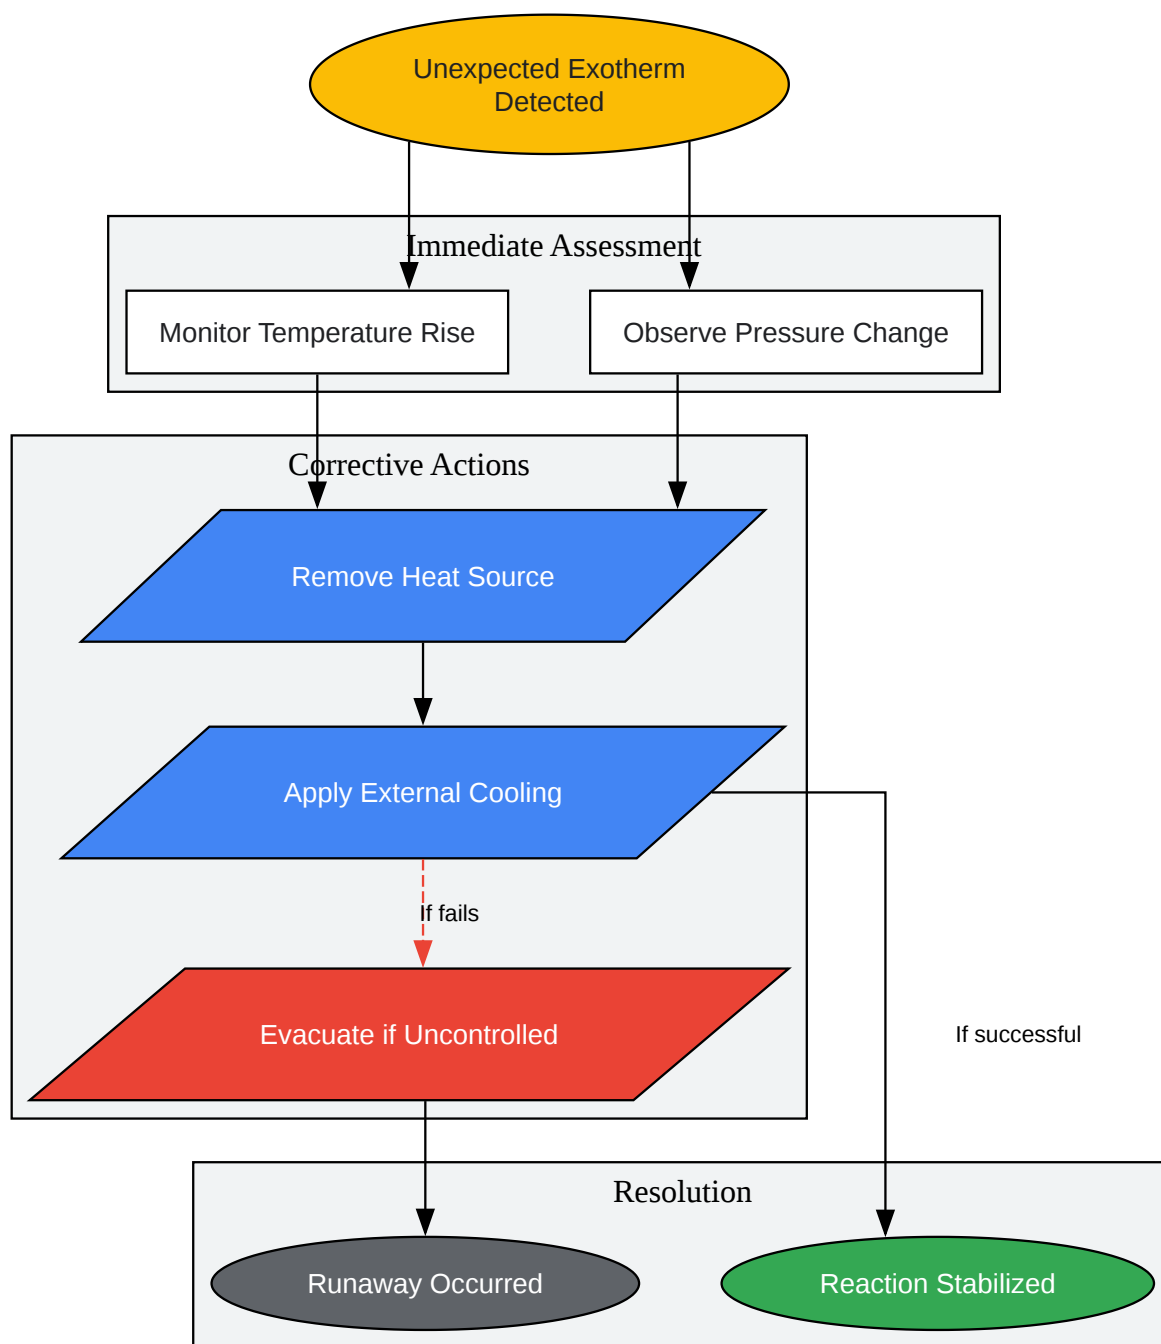 Unexpected Exotherm
Detected
Immediate Assessment
Monitor Temperature Rise
Observe Pressure Change
Corrective Actions
Remove Heat Source
Apply External Cooling
If fails
Evacuate if Uncontrolled
If successful
Resolution
Runaway Occurred
Reaction Stabilized